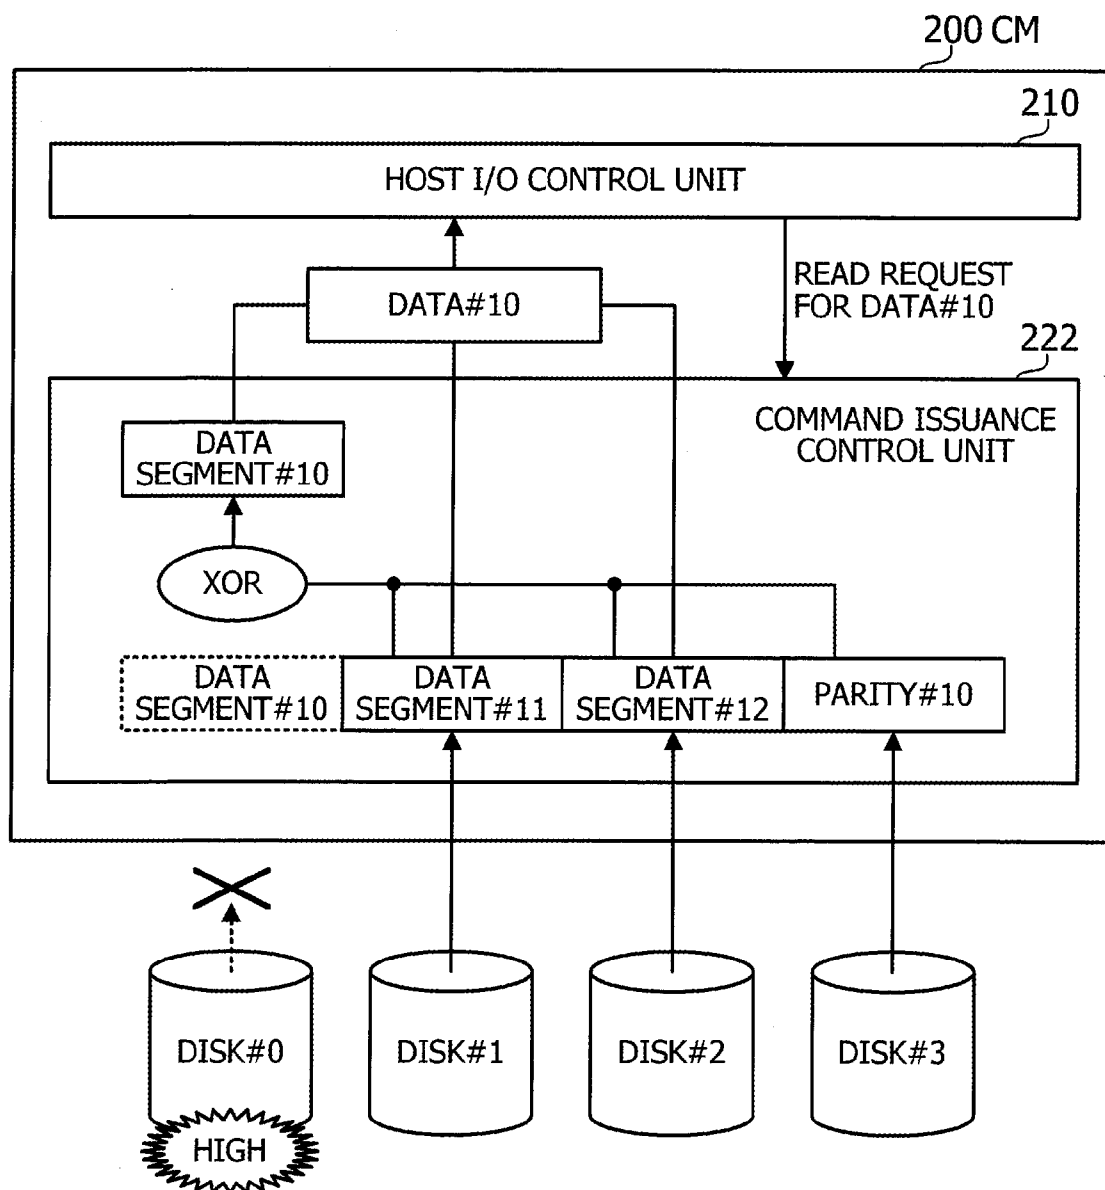 200 CM
210
HOST I/O CONTROL UNIT
READ REQUEST
FOR DATA#10
DATA#10
222
COMMAND ISSUANCE
CONTROL UNIT
DATA
SEGMENT#10
XOR
DATA
SEGMENT#10
DATA
SEGMENT#11
DATA
SEGMENT#12
PARITY#10
DISK#0
DISK#1
DISK#2
DISK#3
HIGH